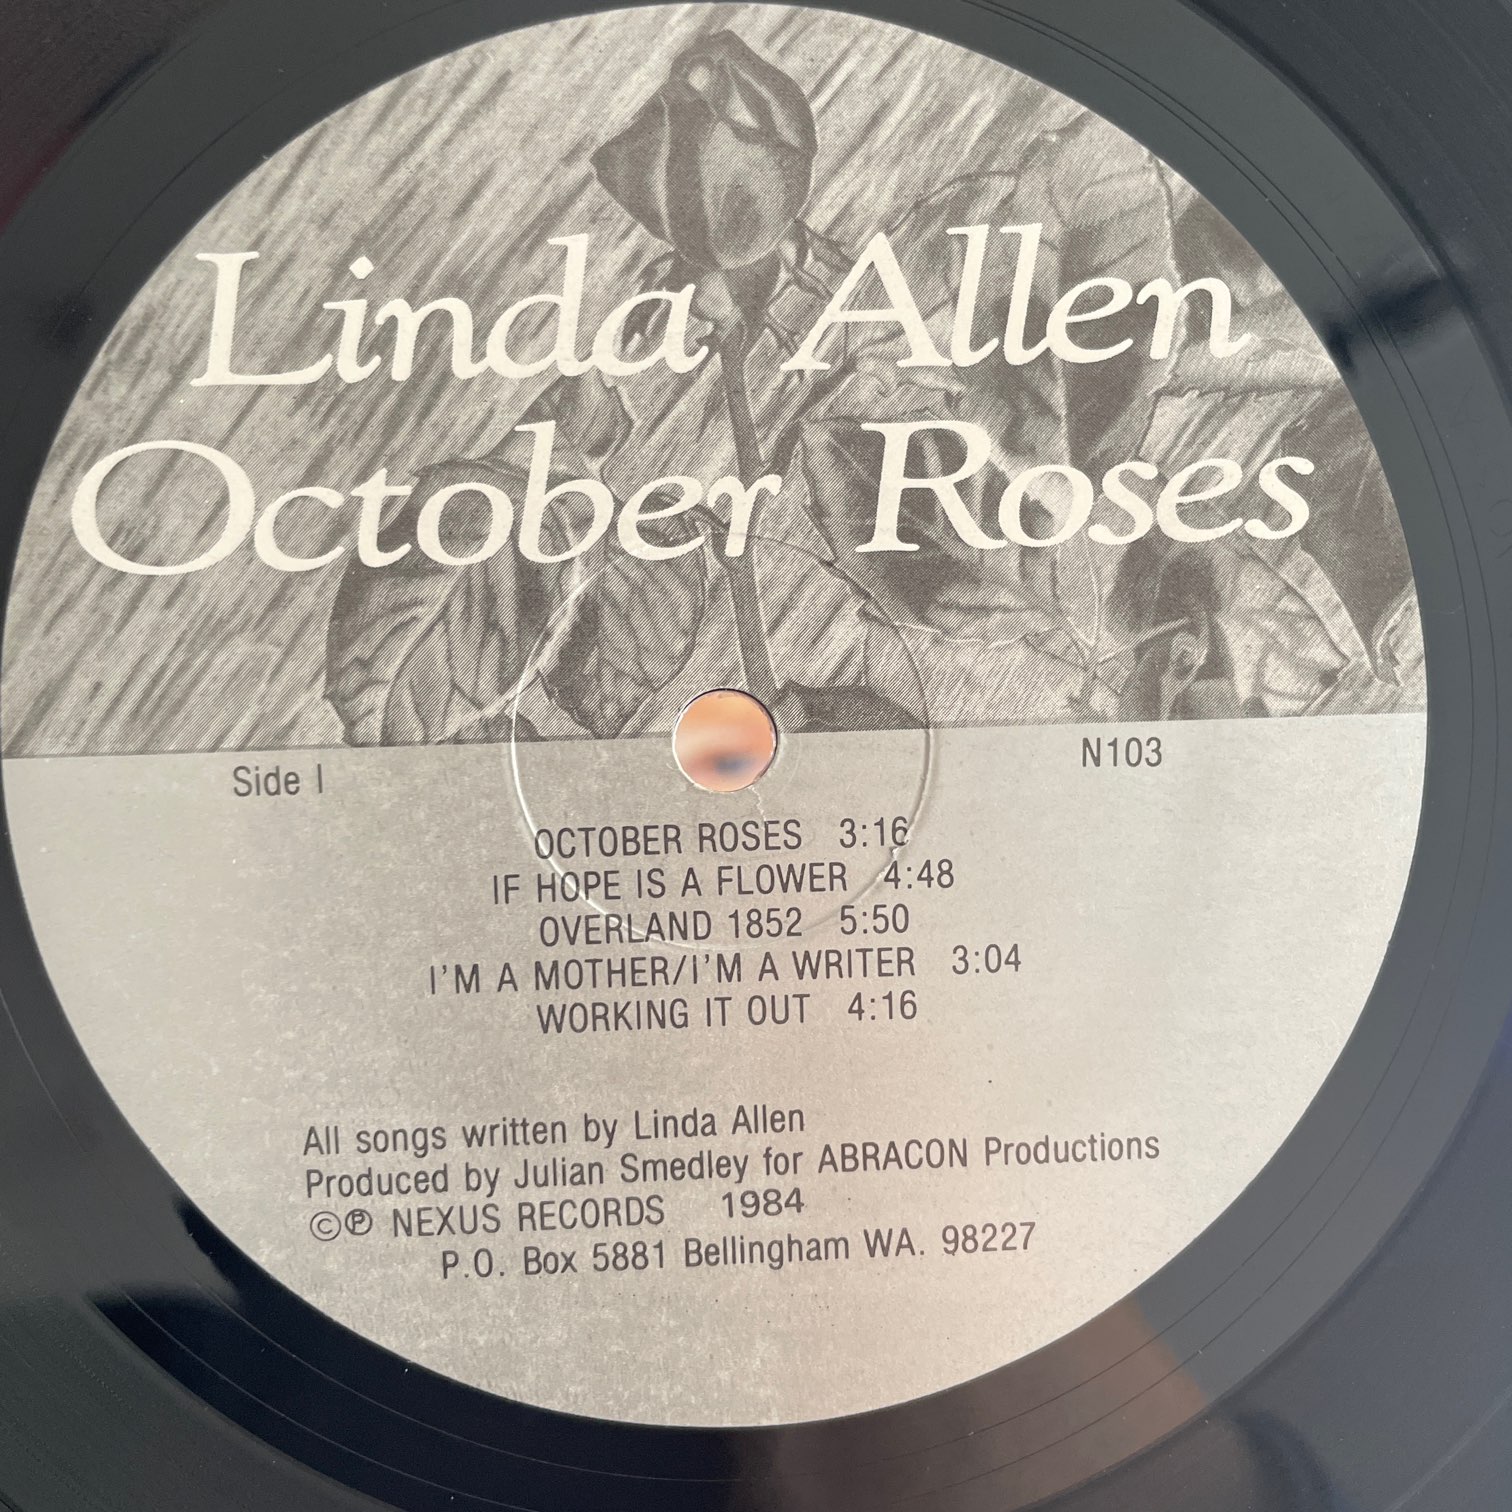 Linda Allen
October Roses
Side I
N103
OCTOBER ROSES 3:16
IF HOPE IS A FLOWER 4:48
OVERLAND 1852 5:50
I'M A MOTHER/I'M A WRITER 3:04
WORKING IT OUT 4:16
All songs written by Linda Allen
Produced by Julian Smedley for ABRACON Productions
©℗ NEXUS RECORDS 1984
P.O. Box 5881 Bellingham WA. 98227